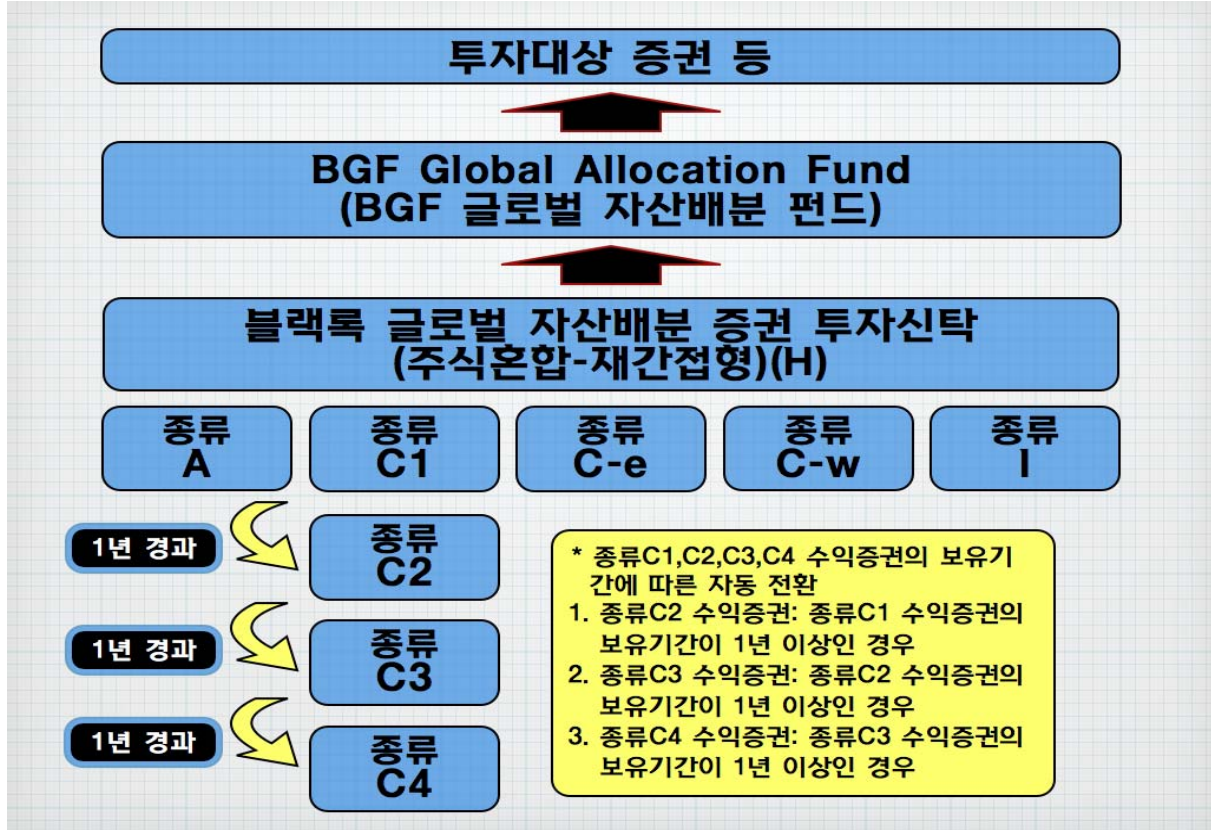 투자대상 증권 등
BGF Global Allocation Fund
(BGF 글로벌 자산배분 펀드)
블랙록 글로벌 자산배분 증권 투자신탁
(주식혼합-재간접형)(H)
종류
A
종류
C1
종류
C-e
종류
C-w
종류
I
1년 경과
종류
C2
1년 경과
종류
C3
1년 경과
종류
C4
* 종류C1,C2,C3,C4 수익증권의 보유기
간에 따른 자동 전환
1. 종류C2 수익증권: 종류C1 수익증권의
보유기간이 1년 이상인 경우
2. 종류C3 수익증권: 종류C2 수익증권의
보유기간이 1년 이상인 경우
3. 종류C4 수익증권: 종류C3 수익증권의
보유기간이 1년 이상인 경우